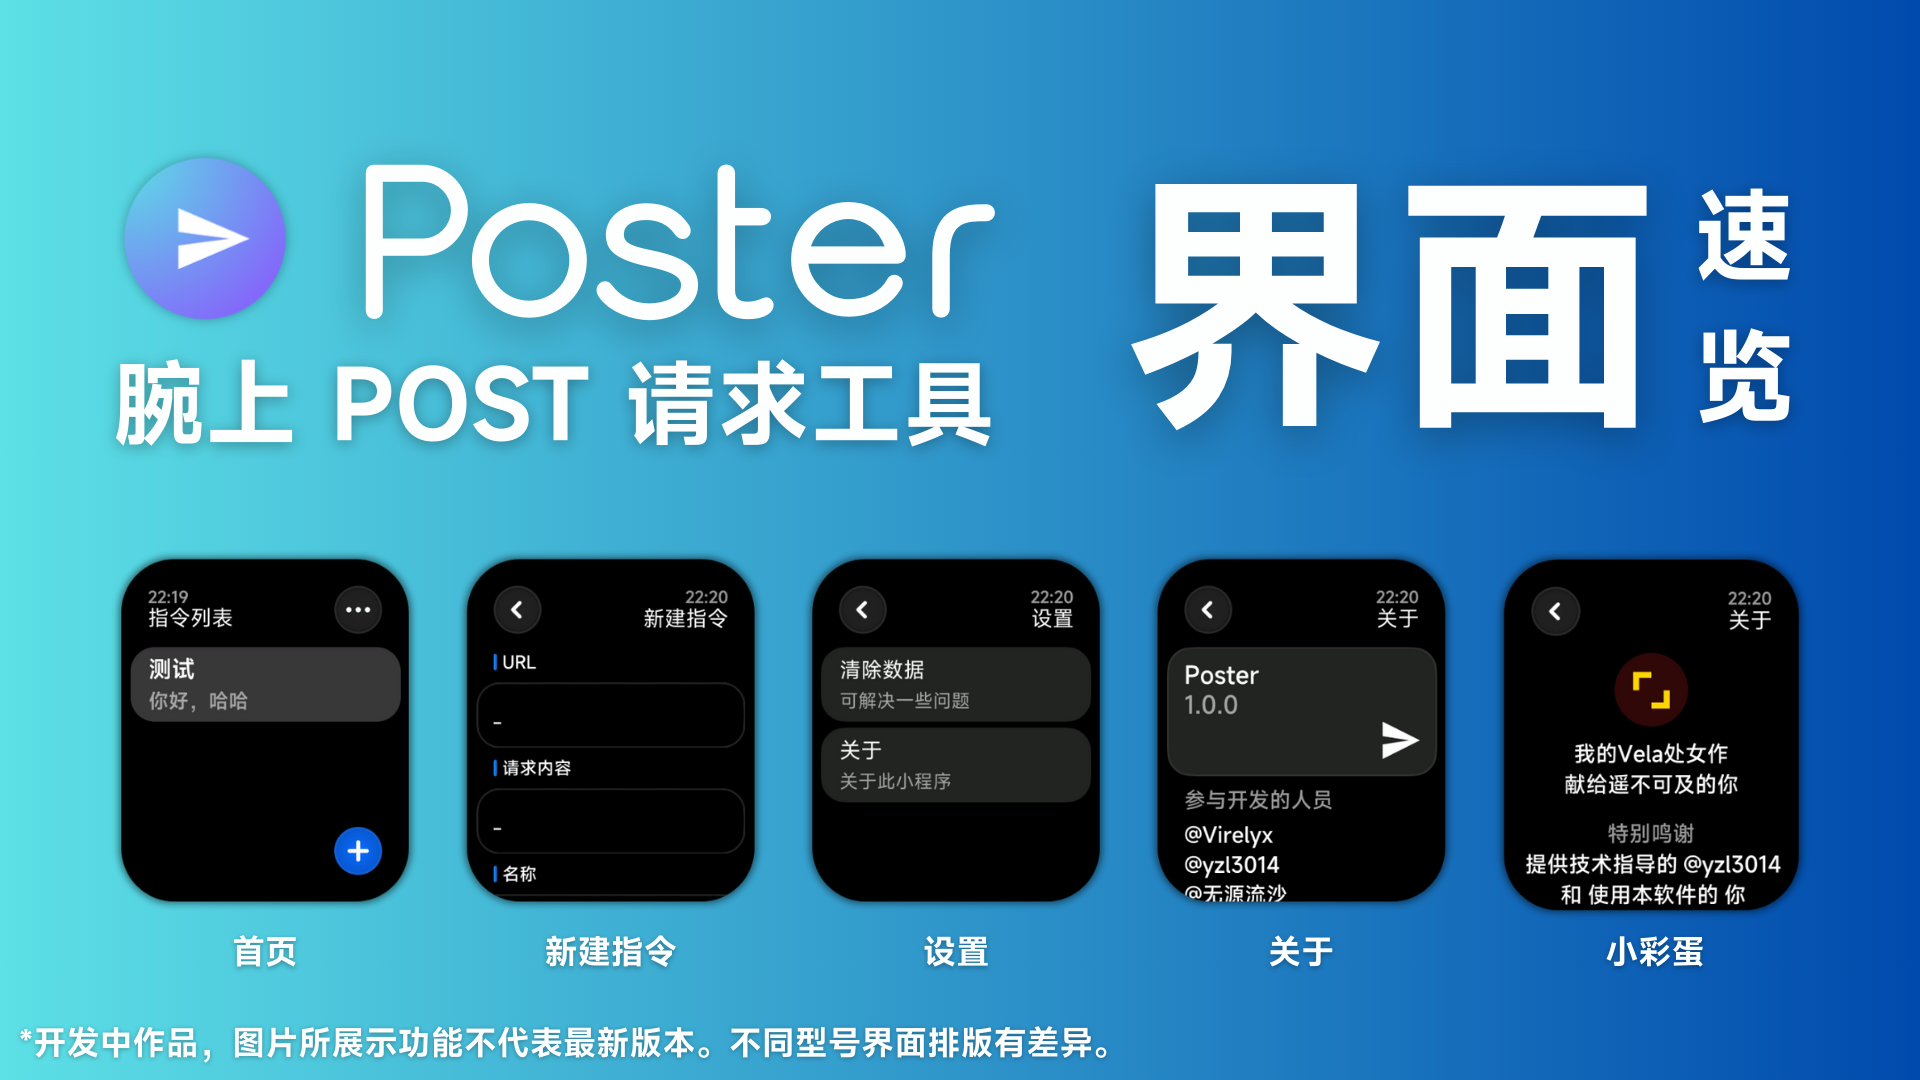 Poster
腕上 POST 请求工具
界面
速
览
22:19
指令列表
测试
你好，哈哈
首页
22:20
新建指令
URL
-
请求内容
-
名称
新建指令
22:20
设置
清除数据
可解决一些问题
关于
关于此小程序
设置
22:20
关于
Poster
1.0.0
参与开发的人员
@Virelyx
@yzl3014
@无源流沙
关于
22:20
关于
我的Vela处女作
献给遥不可及的你
特别鸣谢
提供技术指导的 @yzl3014
和 使用本软件的 你
小彩蛋
*开发中作品，图片所展示功能不代表最新版本。不同型号界面排版有差异。